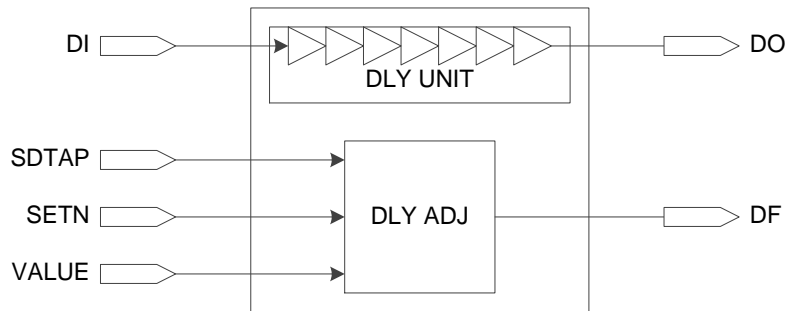 DI
DO
DLY UNIT
SDTAP
SETN
DLY ADJ
DF
VALUE